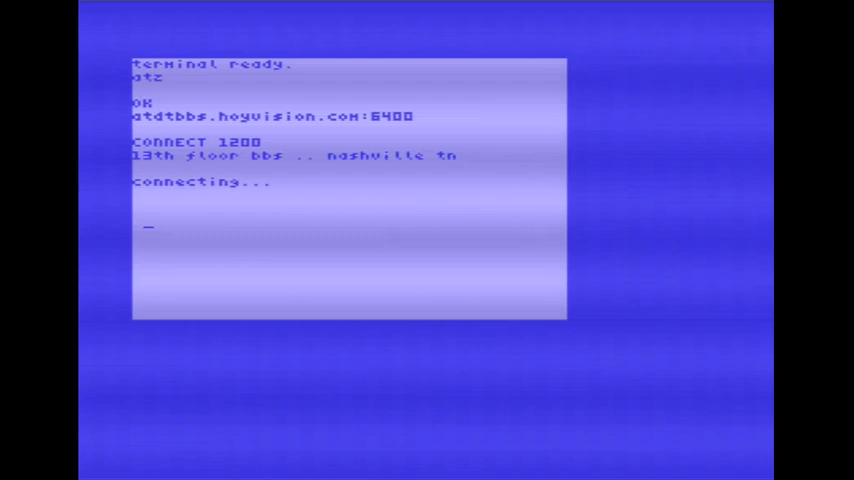 terminal ready.
atz
OK
atdtbbs.hoyvision.com:6400
CONNECT 1200
13th floor bbs .. nashville tn
connecting...
_